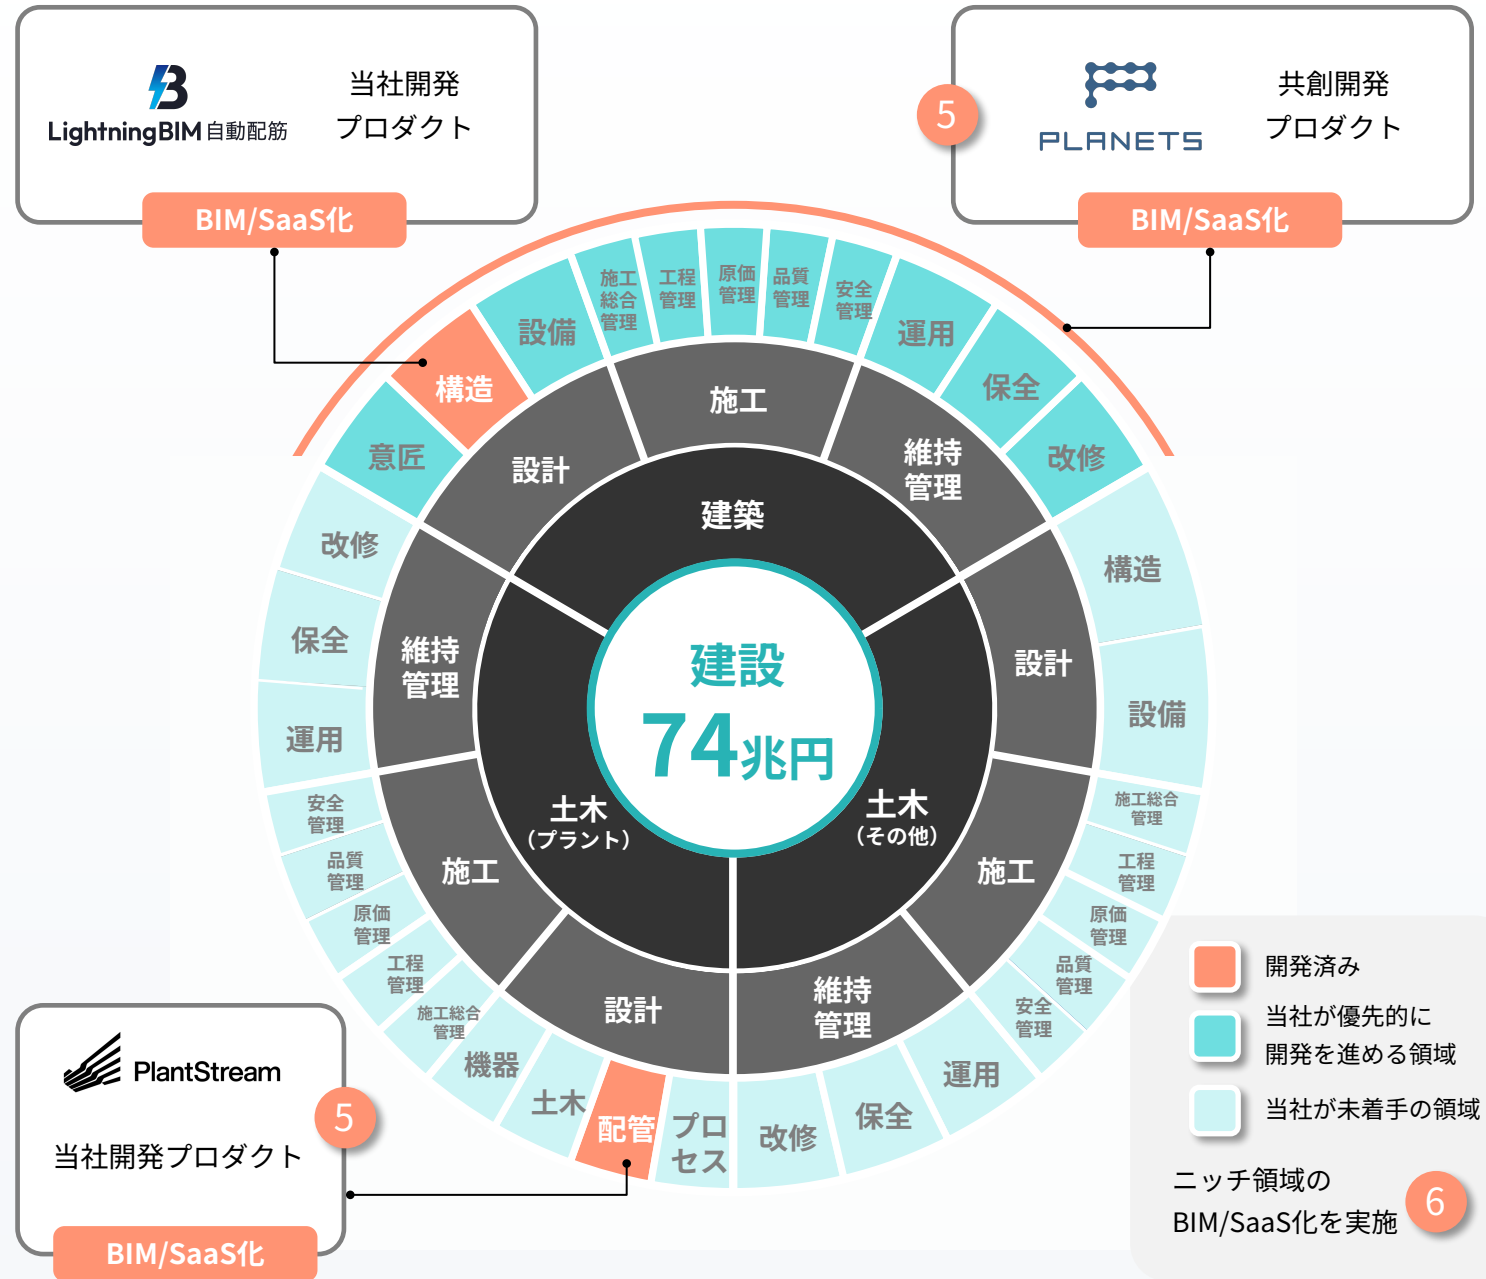 LightningBIM 自動配筋
当社開発
プロダクト
BIM/SaaS化
5
PLANETS
共創開発
プロダクト
BIM/SaaS化
建設
74兆円
建築
土木
（その他）
土木
（プラント）
設計
施工
維持
管理
設計
施工
維持
管理
設計
施工
維持
管理
意匠
構造
設備
施工
総合
管理
工程
管理
原価
管理
品質
管理
安全
管理
運用
保全
改修
構造
設備
施工総合
管理
工程
管理
原価
管理
品質
管理
安全
管理
運用
保全
改修
プロ
セス
配管
土木
機器
施工総合
管理
工程
管理
原価
管理
品質
管理
安全
管理
運用
保全
改修
PlantStream
5
当社開発プロダクト
BIM/SaaS化
開発済み
当社が優先的に
開発を進める領域
当社が未着手の領域
ニッチ領域の
BIM/SaaS化を実施
6